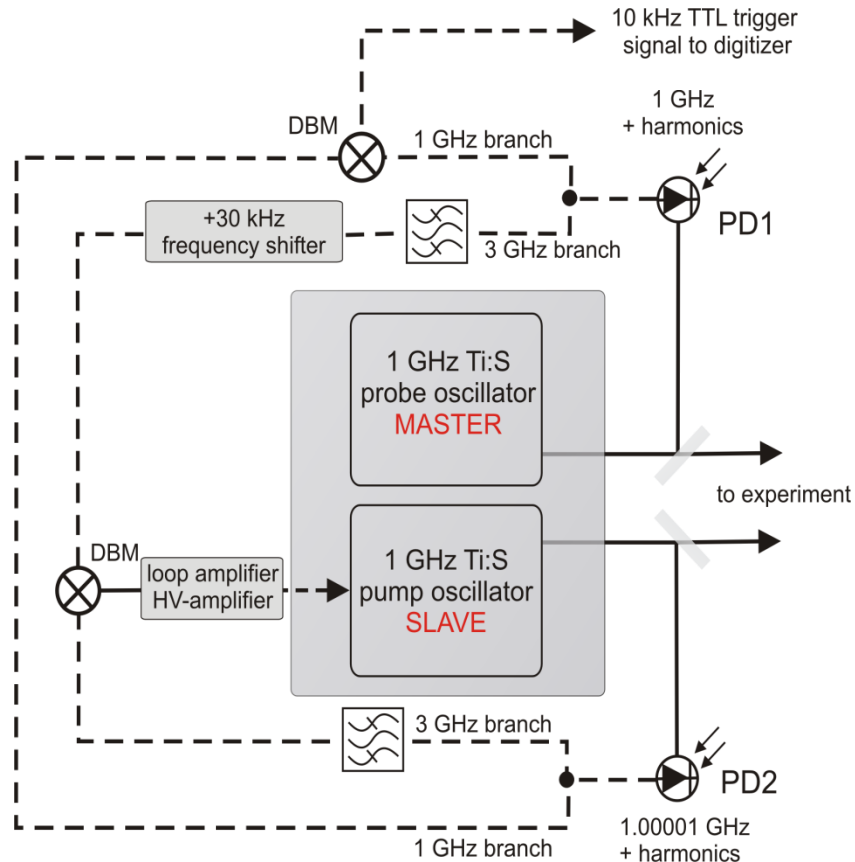 10 kHz TTL trigger
signal to digitizer
1 GHz
+ harmonics
DBM
1 GHz branch
+30 kHz
frequency shifter
3 GHz branch
PD1
1 GHz Ti:S
probe oscillator
MASTER
to experiment
DBM
loop amplifier
HV-amplifier
1 GHz Ti:S
pump oscillator
SLAVE
3 GHz branch
PD2
1 GHz branch
1.00001 GHz
+ harmonics